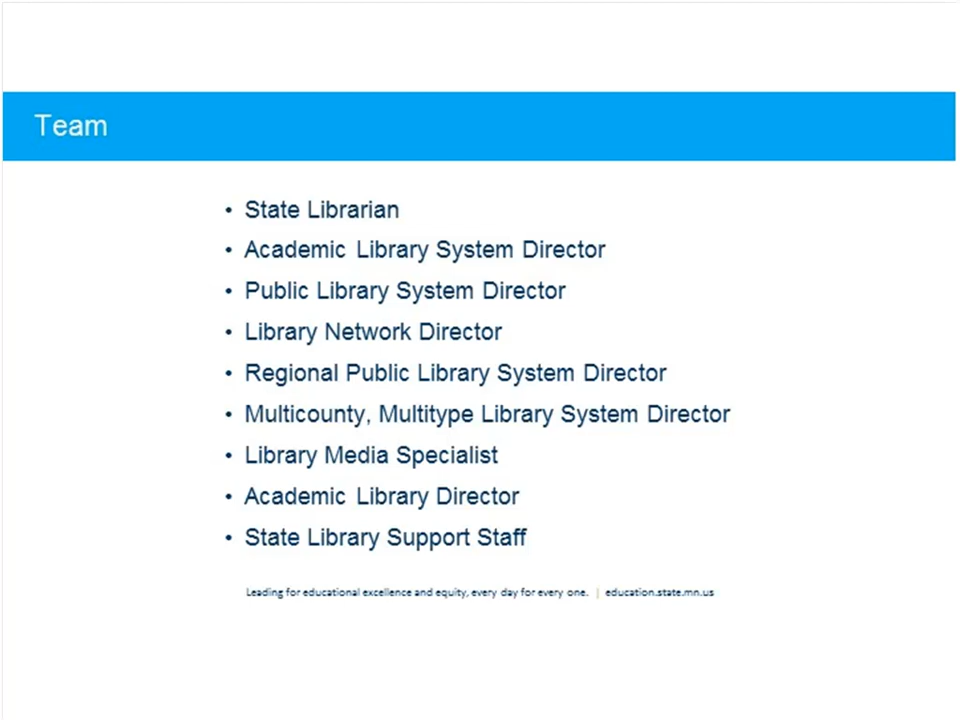 Team
• State Librarian
• Academic Library System Director
• Public Library System Director
• Library Network Director
• Regional Public Library System Director
• Multicounty, Multitype Library System Director
• Library Media Specialist
• Academic Library Director
• State Library Support Staff
Leading for educational excellence and equity, every day for every one. | education.state.mn.us